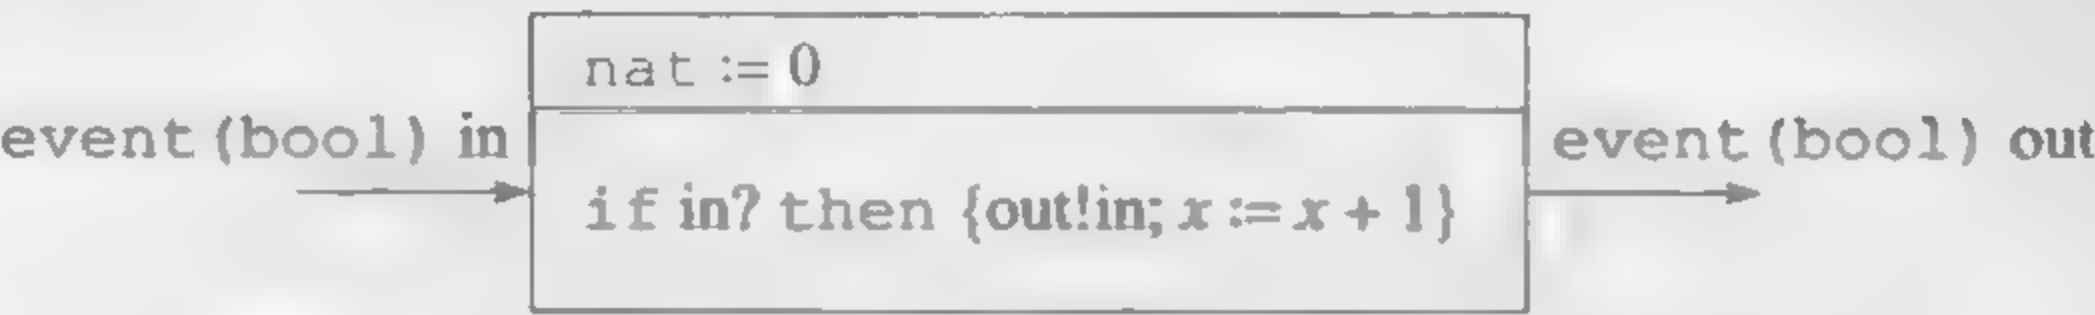 nat := 0
event(bool) in
event(bool) out
if in? then {out!in; x := x + 1}